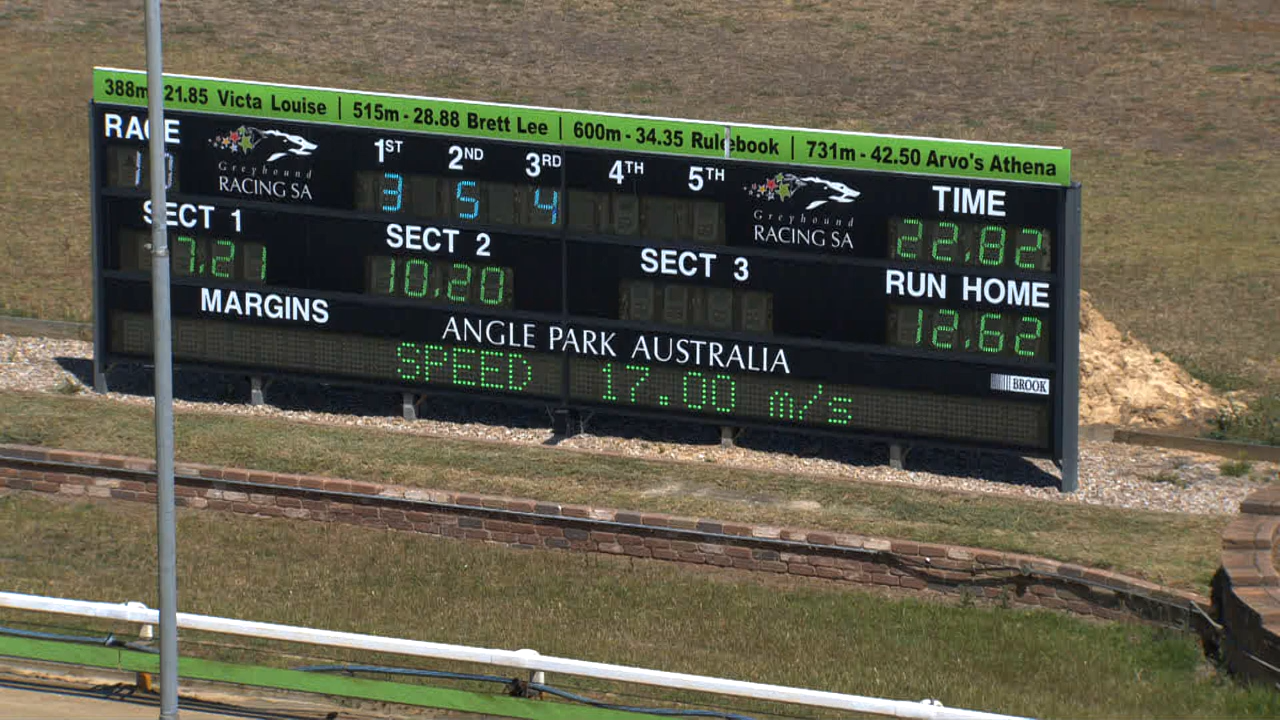 388m - 21.85 Victa Louise | 515m - 28.88 Brett Lee | 600m - 34.35 Rulebook | 731m - 42.50 Arvo's Athena
RACE
10
Greyhound
RACING SA
1ST 2ND 3RD 4TH 5TH
3 5 4
Greyhound
RACING SA
TIME
22.82
SECT 1
7.21
SECT 2
10.20
SECT 3
RUN HOME
12.62
MARGINS
ANGLE PARK AUSTRALIA
BROOK
SPEED 17.00 m/s